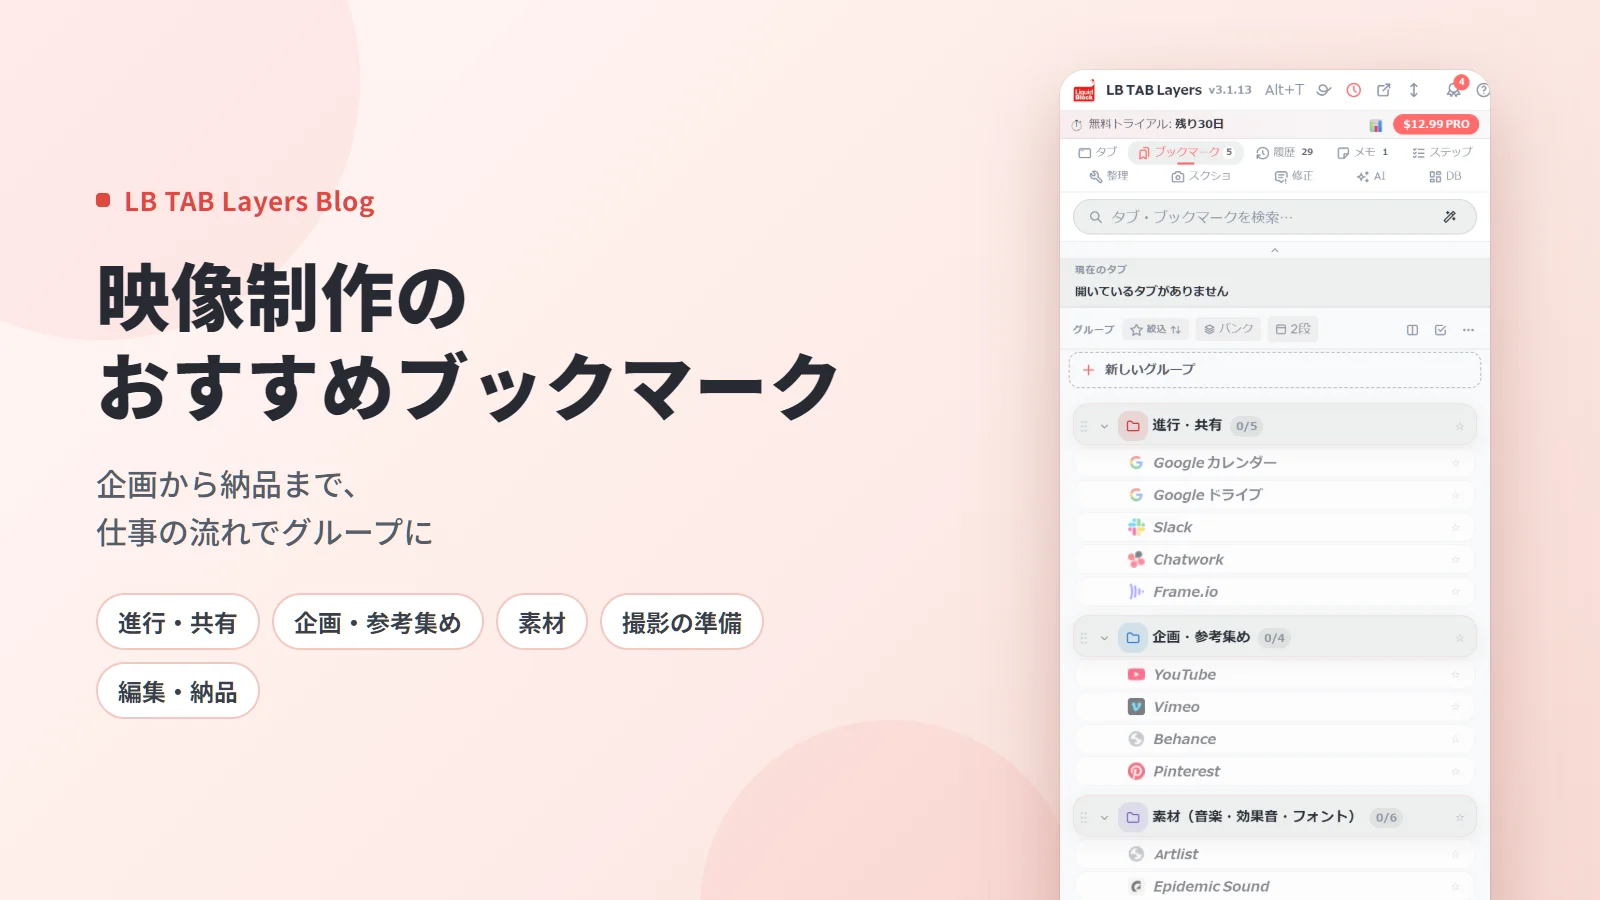 LB TAB Layers Blog
映像制作の
おすすめブックマーク
企画から納品まで、
仕事の流れでグループに
進行・共有
企画・参考集め
素材
撮影の準備
編集・納品
Liquid Block
LB TAB Layers v3.1.13 Alt+T 4
無料トライアル: 残り30日 $12.99 PRO
タブ ブックマーク 5 履歴 29 メモ 1 ステップ
整理 スクショ 修正 AI DB
タブ・ブックマークを検索…
現在のタブ
開いているタブがありません
グループ 絞込 バンク 2段
新しいグループ
進行・共有 0/5
Google カレンダー
Google ドライブ
Slack
Chatwork
Frame.io
企画・参考集め 0/4
YouTube
Vimeo
Behance
Pinterest
素材（音楽・効果音・フォント） 0/6
Artlist
Epidemic Sound